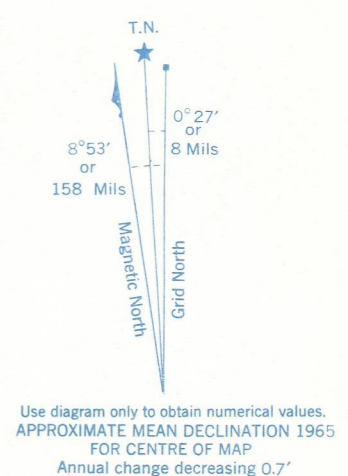 T.N.
0° 27′
or
8 Mils
8°53′
or
158 Mils
Magnetic North
Grid North
Use diagram only to obtain numerical values.
APPROXIMATE MEAN DECLINATION 1965
FOR CENTRE OF MAP
Annual change decreasing 0.7′